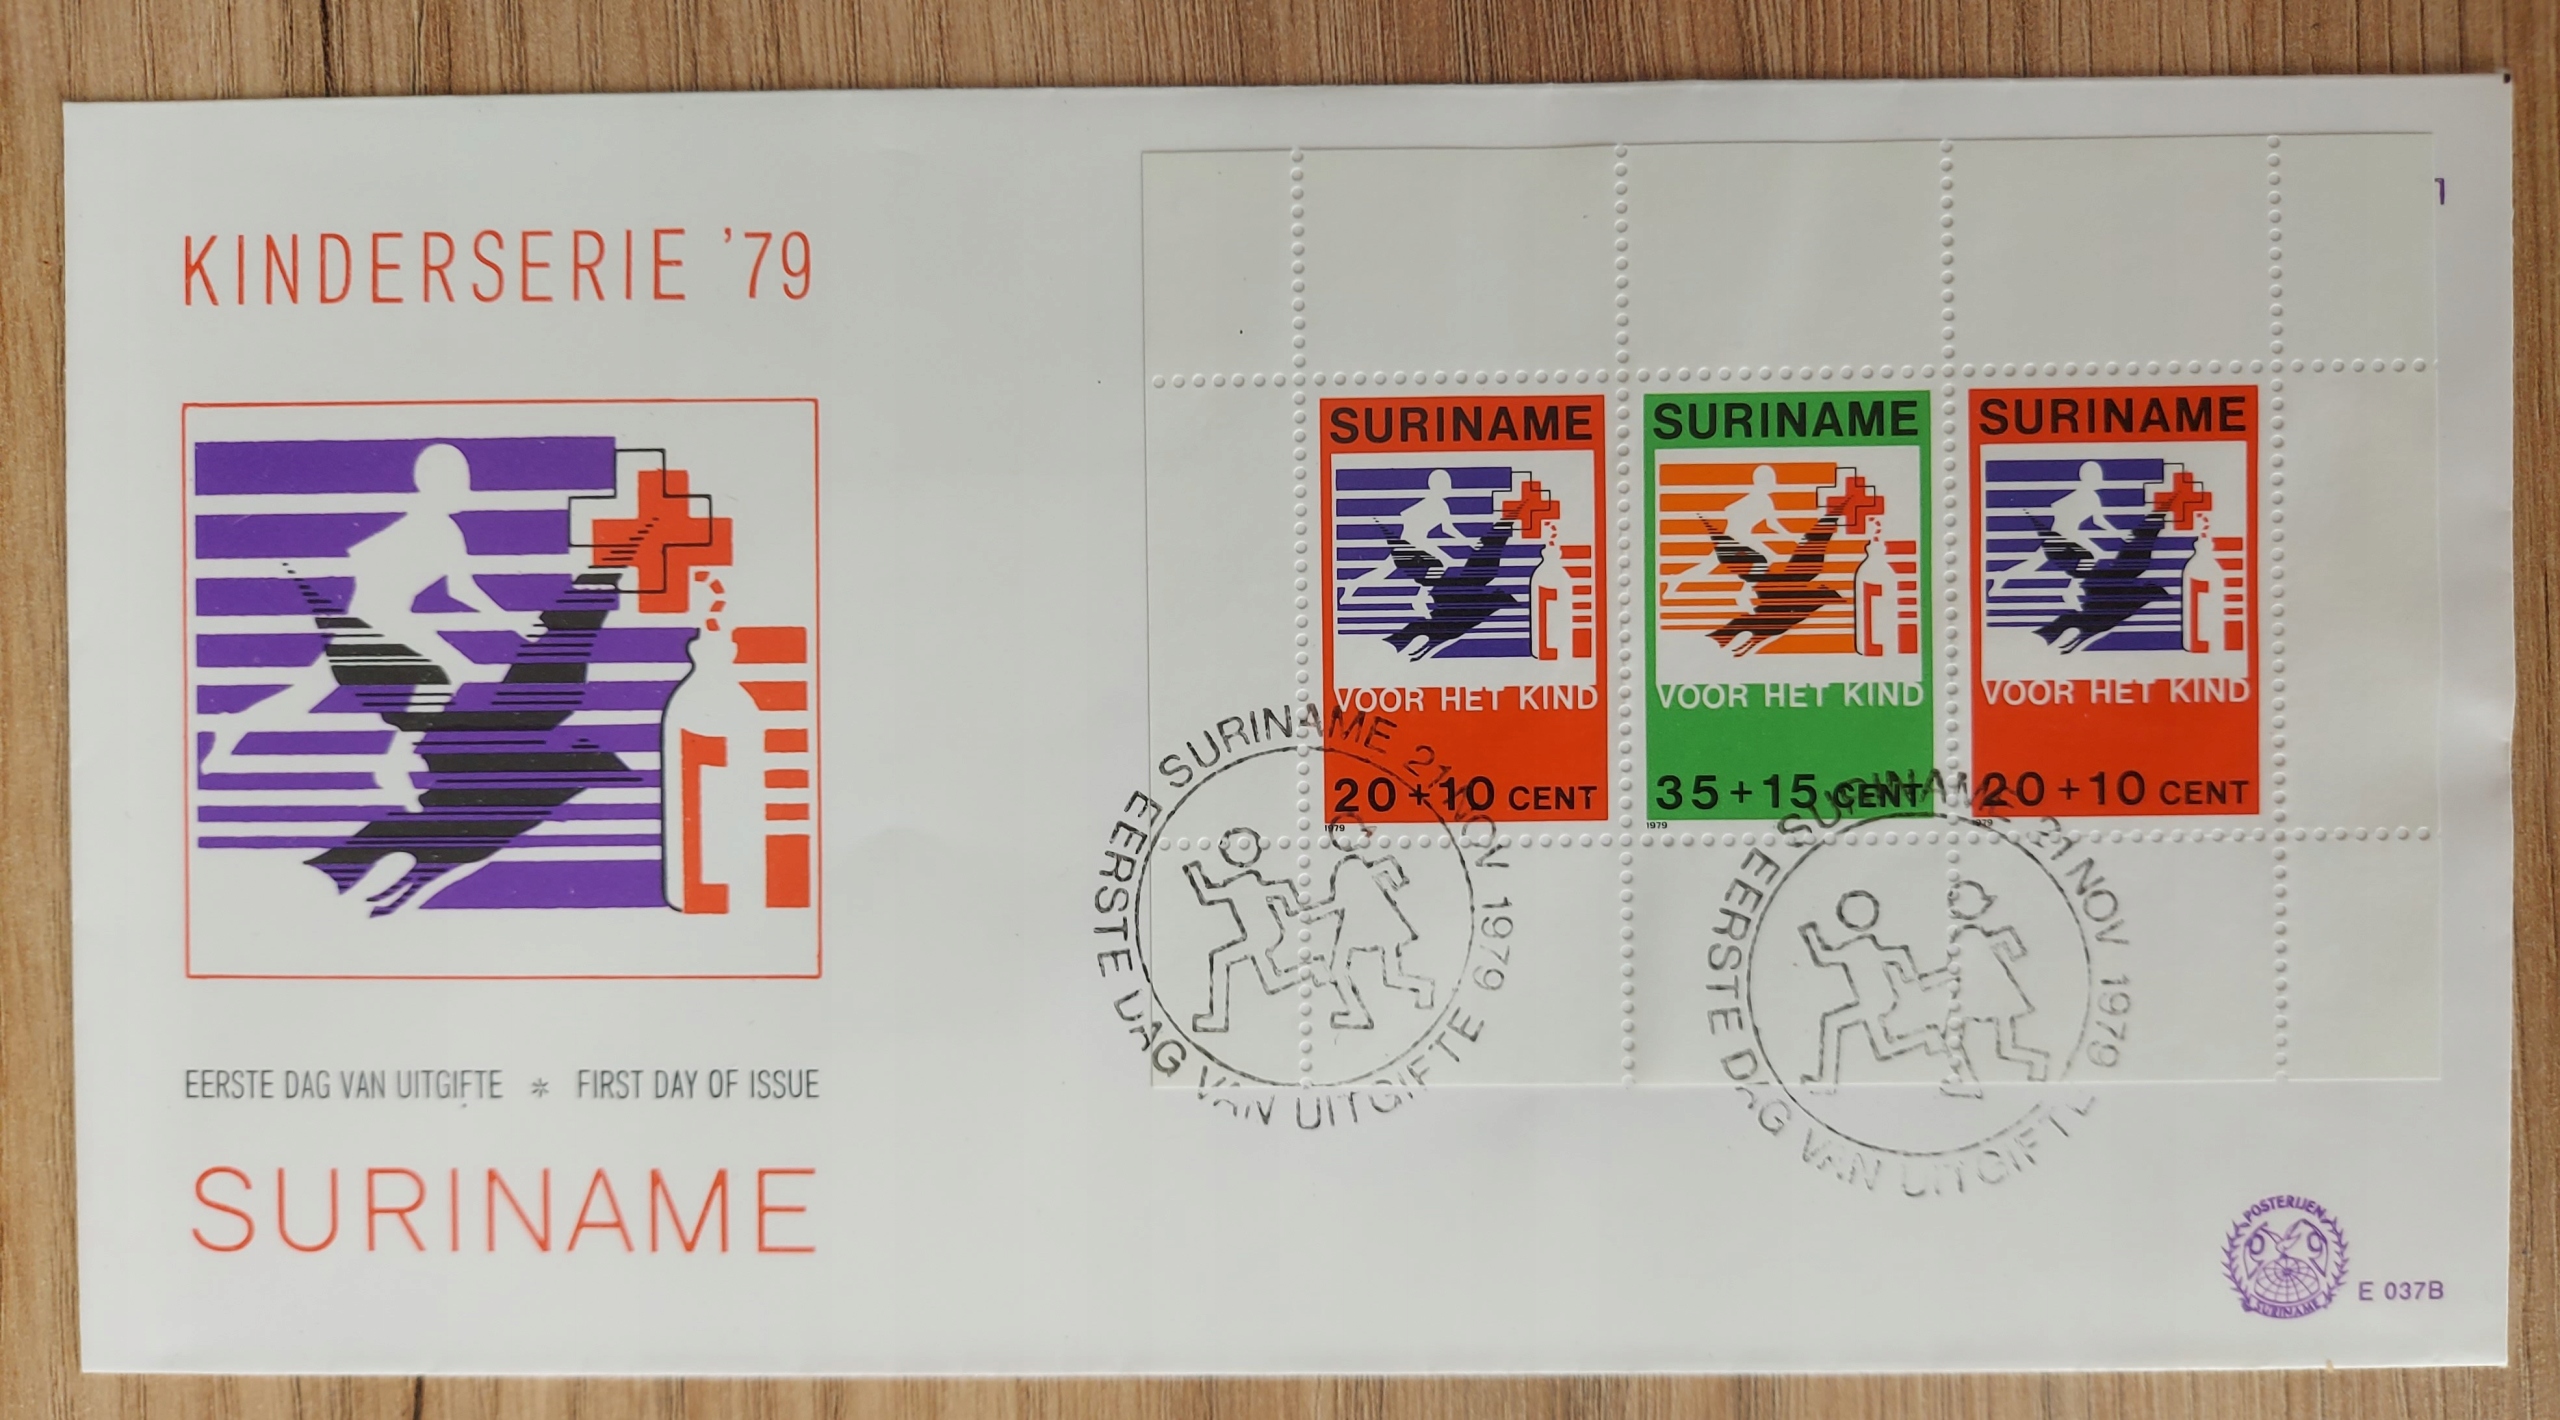 KINDERSERIE '79
EERSTE DAG VAN UITGIFTE * FIRST DAY OF ISSUE
SURINAME
1
SURINAME
VOOR HET KIND
20 + 10 CENT
1979
SURINAME
VOOR HET KIND
35 + 15 CENT
1979
SURINAME
VOOR HET KIND
20 + 10 CENT
1979
SURINAME 21 NOV 1979
EERSTE DAG VAN UITGIFTE
SURINAME 21 NOV 1979
EERSTE DAG VAN UITGIFTE
POSTERIJEN
SURINAME
E 037B